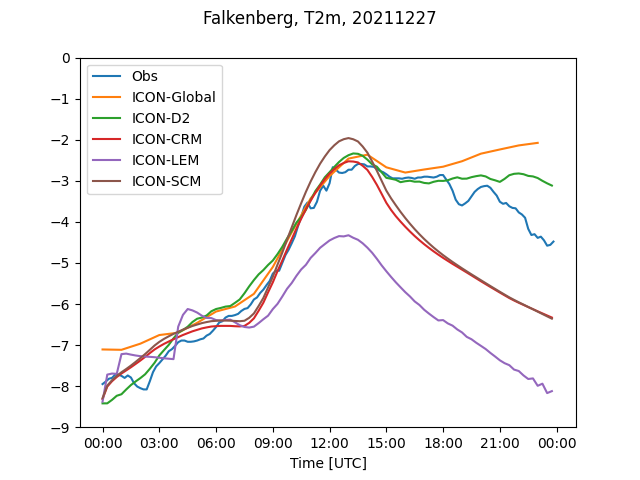 Falkenberg, T2m, 20211227
0
−1
−2
−3
−4
−5
−6
−7
−8
−9
Obs
ICON-Global
ICON-D2
ICON-CRM
ICON-LEM
ICON-SCM
00:00 03:00 06:00 09:00 12:00 15:00 18:00 21:00 00:00
Time [UTC]